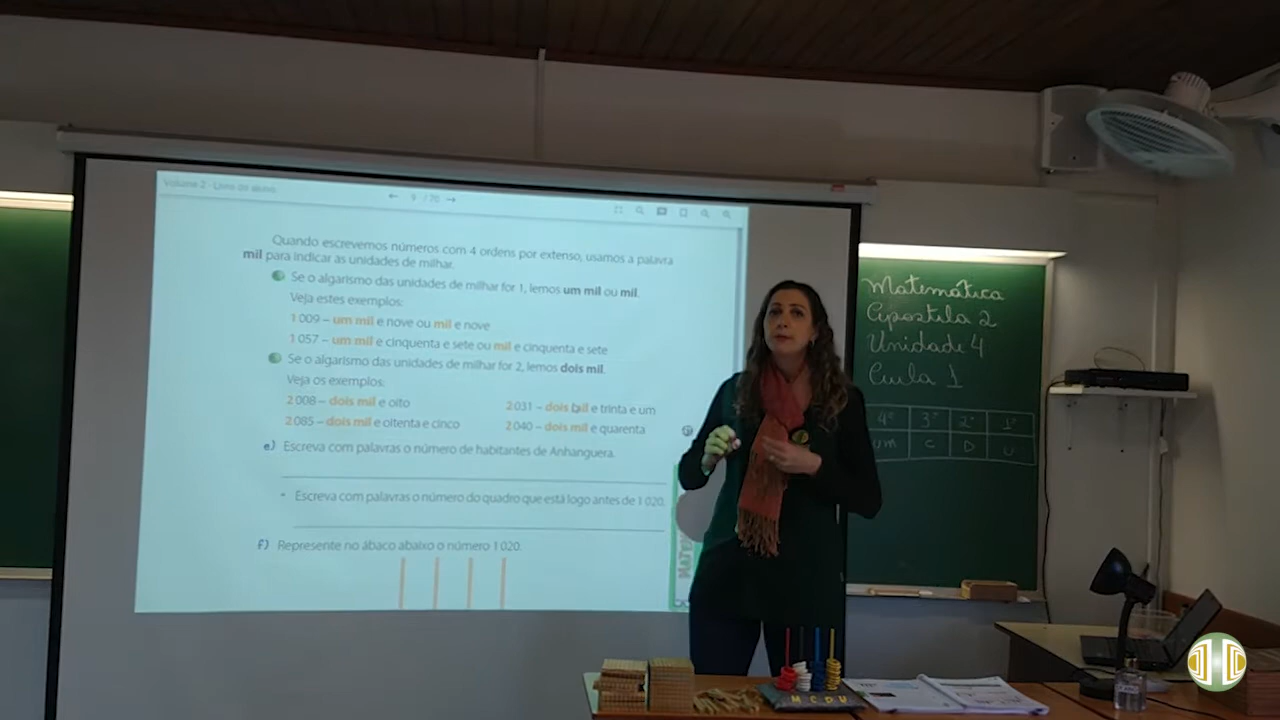 Volume 2 - Livro do aluno
9 / 70
Quando escrevemos números com 4 ordens por extenso, usamos a palavra
mil para indicar as unidades de milhar.
Se o algarismo das unidades de milhar for 1, lemos um mil ou mil.
Veja estes exemplos:
1 009 – um mil e nove ou mil e nove
1 057 – um mil e cinquenta e sete ou mil e cinquenta e sete
Se o algarismo das unidades de milhar for 2, lemos dois mil.
Veja os exemplos:
2 008 – dois mil e oito
2 031 – dois mil e trinta e um
2 085 – dois mil e oitenta e cinco
2 040 – dois mil e quarenta
e) Escreva com palavras o número de habitantes de Anhanguera.
- Escreva com palavras o número do quadro que está logo antes de 1 020.
f) Represente no ábaco abaixo o número 1 020.
Matemática
Apostila 2
Unidade 4
Aula 1
4º 3º 2º 1º
UM C D U
M C D U